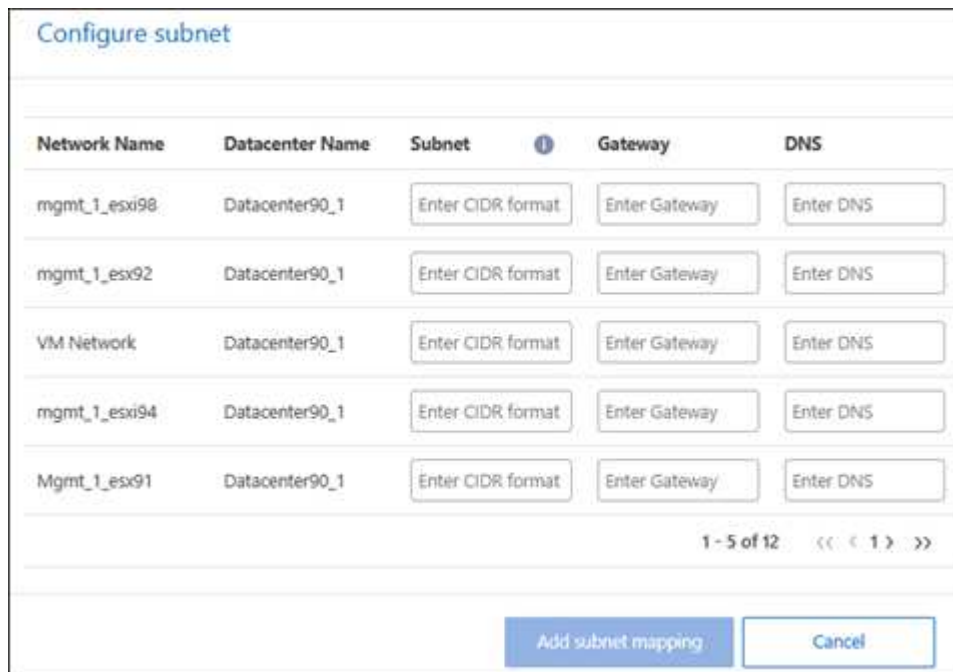 Configure subnet
Network Name Datacenter Name Subnet i Gateway DNS
mgmt_1_esxi98 Datacenter90_1 Enter CIDR format Enter Gateway Enter DNS
mgmt_1_esx92 Datacenter90_1 Enter CIDR format Enter Gateway Enter DNS
VM Network Datacenter90_1 Enter CIDR format Enter Gateway Enter DNS
mgmt_1_esxi94 Datacenter90_1 Enter CIDR format Enter Gateway Enter DNS
Mgmt_1_esx91 Datacenter90_1 Enter CIDR format Enter Gateway Enter DNS
1 - 5 of 12 << < 1 > >>
Add subnet mapping Cancel